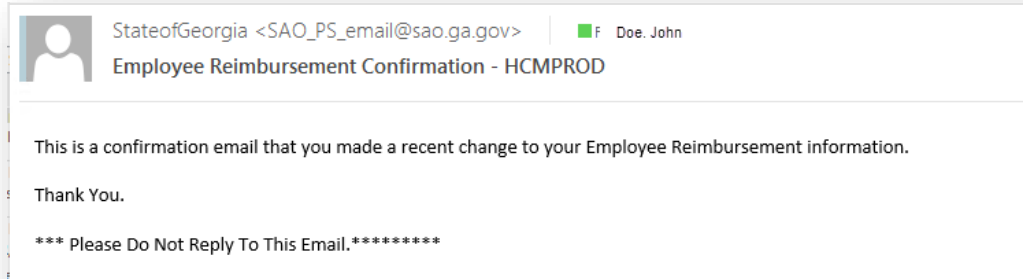 StateofGeorgia <SAO_PS_email@sao.ga.gov> F Doe. John
Employee Reimbursement Confirmation - HCMPROD
This is a confirmation email that you made a recent change to your Employee Reimbursement information.
Thank You.
*** Please Do Not Reply To This Email.*********